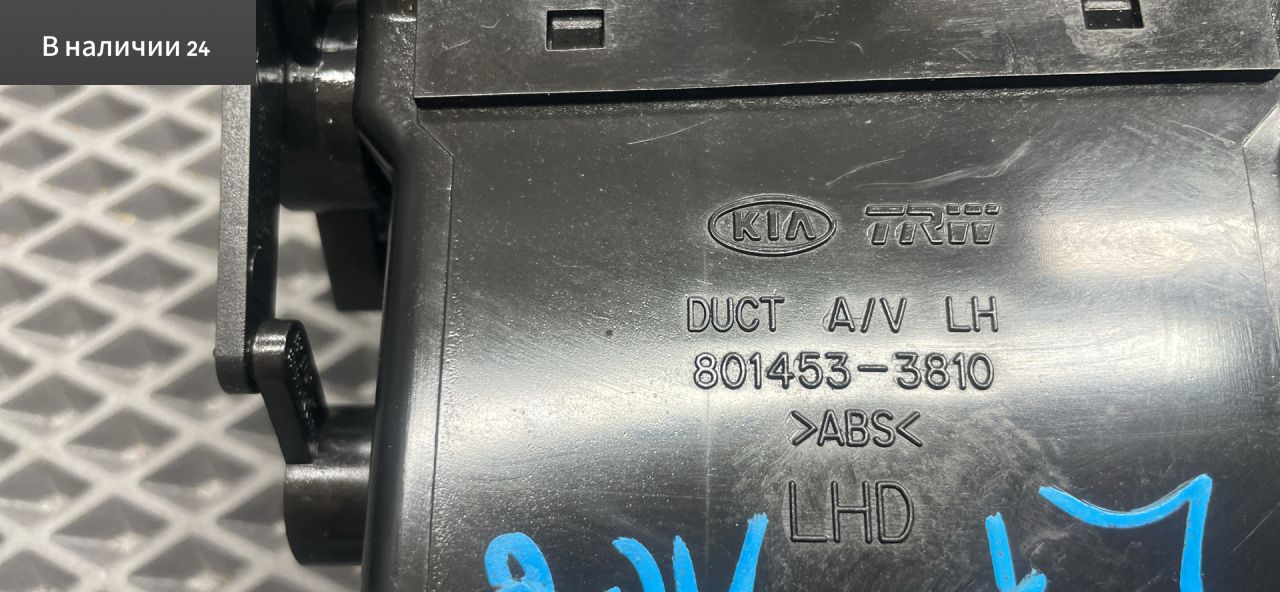 В наличии 24
KIA TRW
DUCT A/V LH
801453-3810
>ABS<
LHD